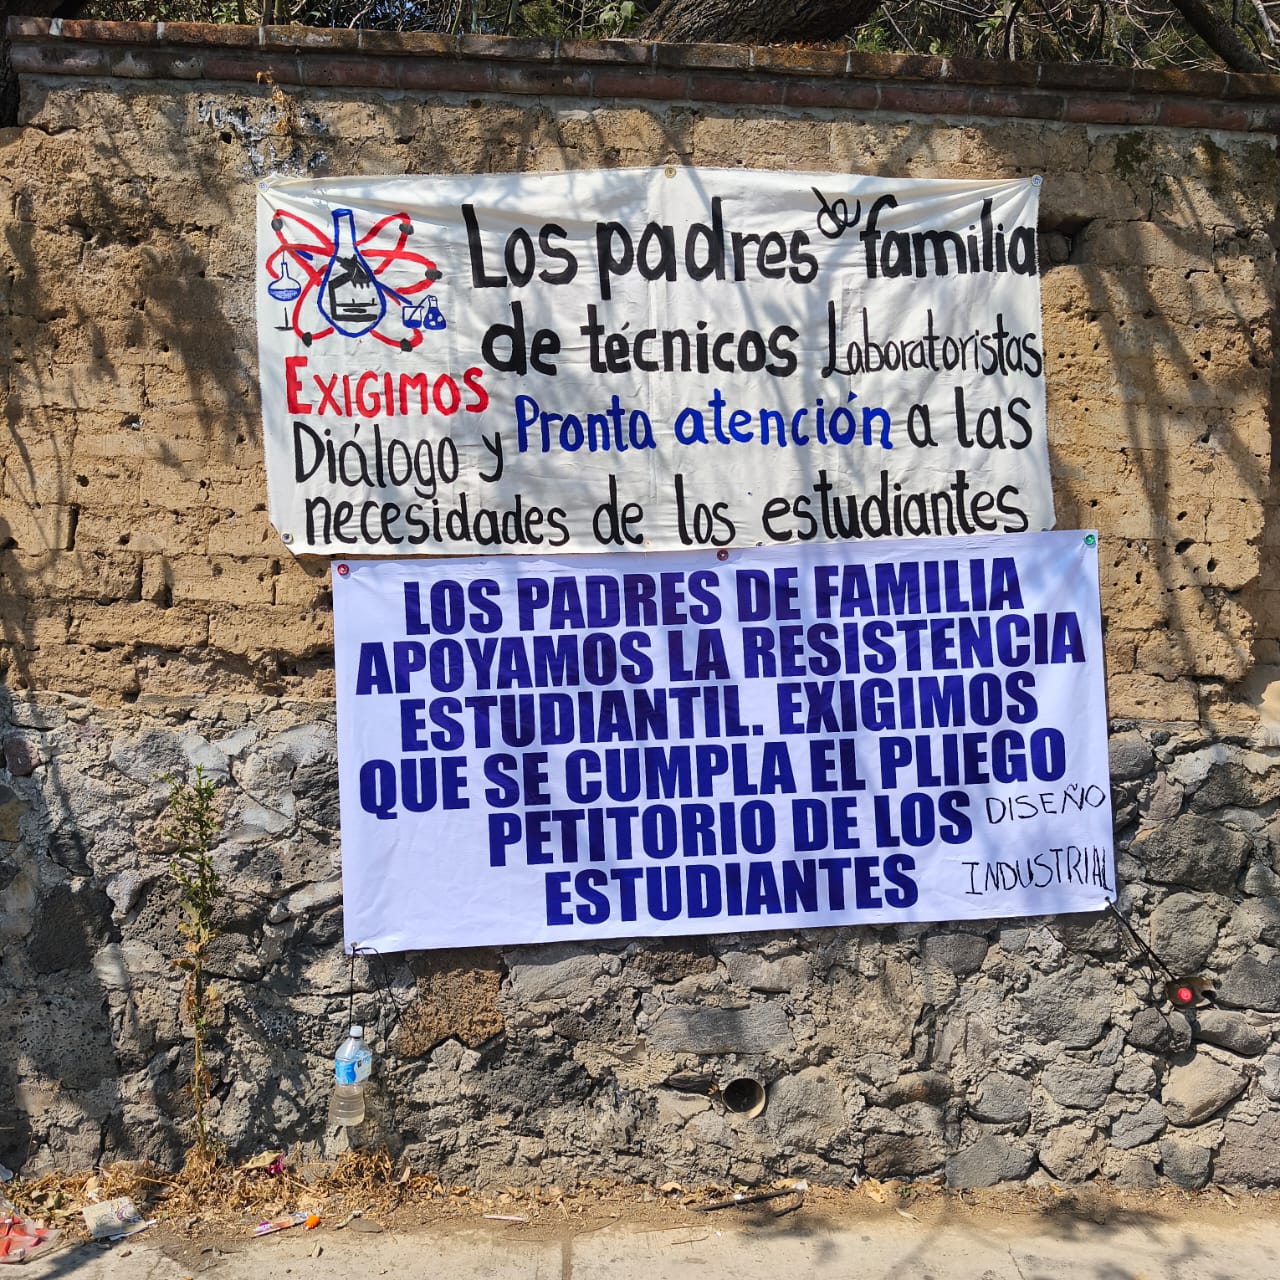 Los padres de familia
de técnicos Laboratoristas
EXIGIMOS
Diálogo y Pronta atención a las
necesidades de los estudiantes
LOS PADRES DE FAMILIA
APOYAMOS LA RESISTENCIA
ESTUDIANTIL. EXIGIMOS
QUE SE CUMPLA EL PLIEGO
PETITORIO DE LOS
ESTUDIANTES
DISEÑO
INDUSTRIAL